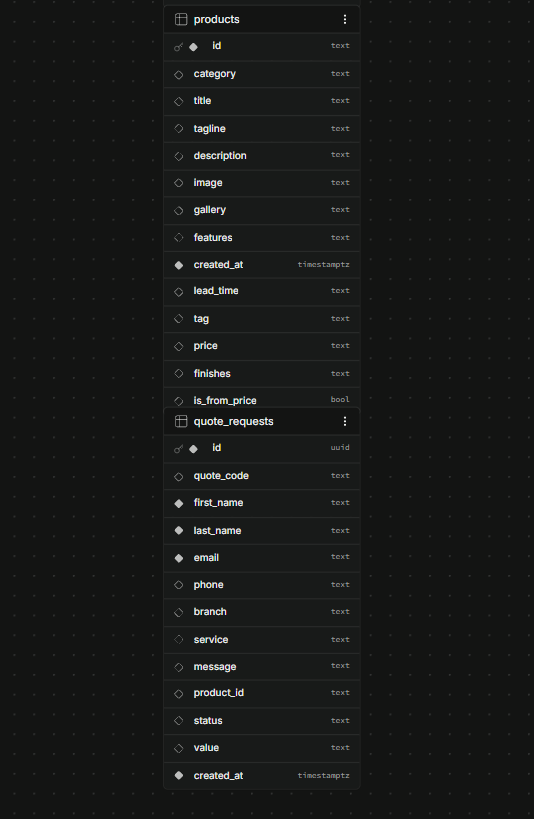 products
id text
category text
title text
tagline text
description text
image text
gallery text
features text
created_at timestamptz
lead_time text
tag text
price text
finishes text
is_from_price bool
quote_requests
id uuid
quote_code text
first_name text
last_name text
email text
phone text
branch text
service text
message text
product_id text
status text
value text
created_at timestamptz